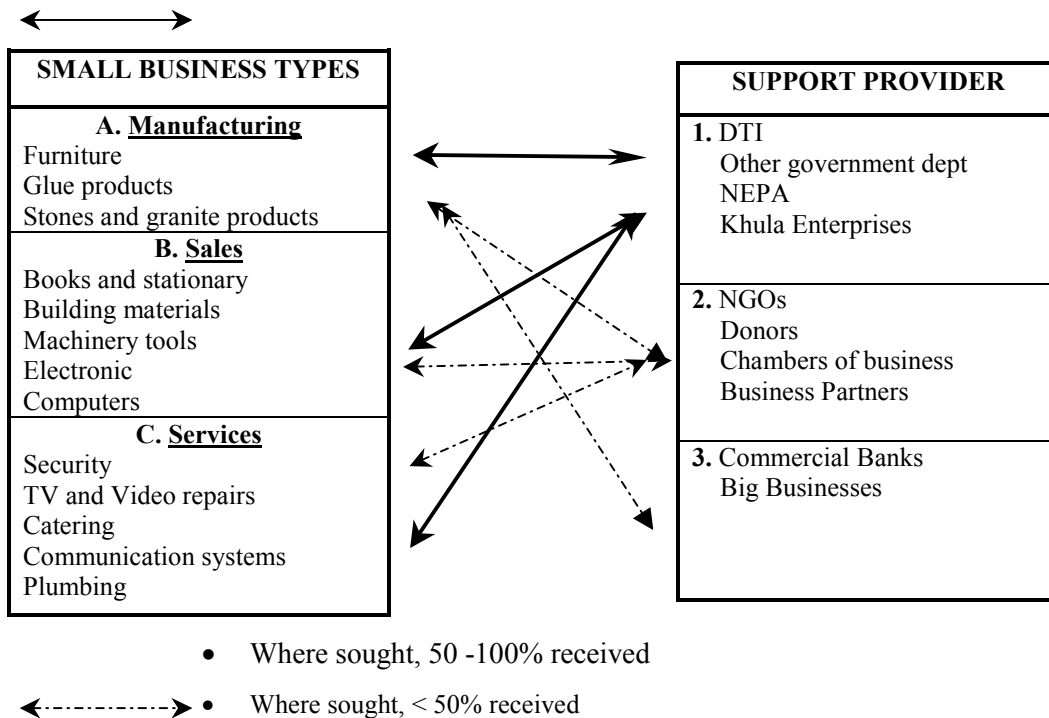 SMALL BUSINESS TYPES
A. Manufacturing
Furniture
Glue products
Stones and granite products
B. Sales
Books and stationary
Building materials
Machinery tools
Electronic
Computers
C. Services
Security
TV and Video repairs
Catering
Communication systems
Plumbing
SUPPORT PROVIDER
1. DTI
Other government dept
NEPA
Khula Enterprises
2. NGOs
Donors
Chambers of business
Business Partners
3. Commercial Banks
Big Businesses
• Where sought, 50 -100% received
• Where sought, < 50% received